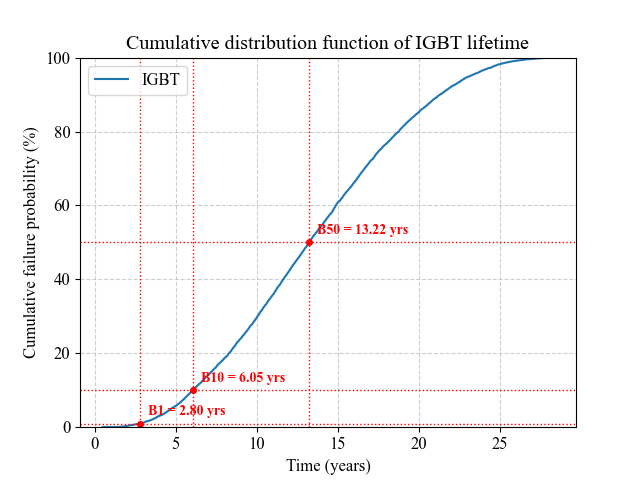 Cumulative distribution function of IGBT lifetime
IGBT
Cumulative failure probability (%)
100
80
60
40
20
0
B50 = 13.22 yrs
B10 = 6.05 yrs
B1 = 2.80 yrs
0 5 10 15 20 25
Time (years)